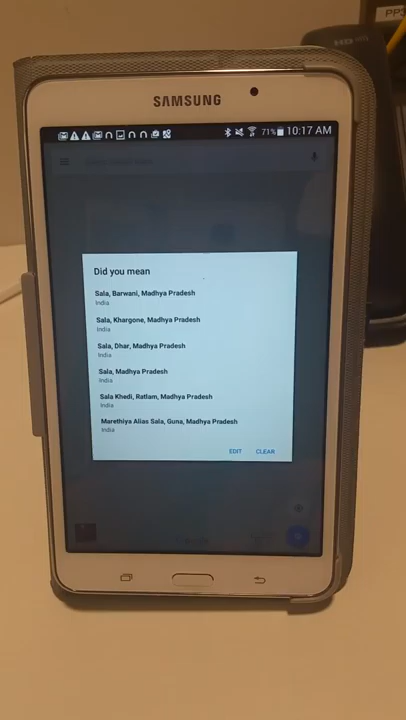 SAMSUNG
71% 10:17 AM
Did you mean
Sala, Barwani, Madhya Pradesh
India
Sala, Khargone, Madhya Pradesh
India
Sala, Dhar, Madhya Pradesh
India
Sala, Madhya Pradesh
India
Sala Khedi, Ratlam, Madhya Pradesh
India
Marethiya Alias Sala, Guna, Madhya Pradesh
India
EDIT CLEAR